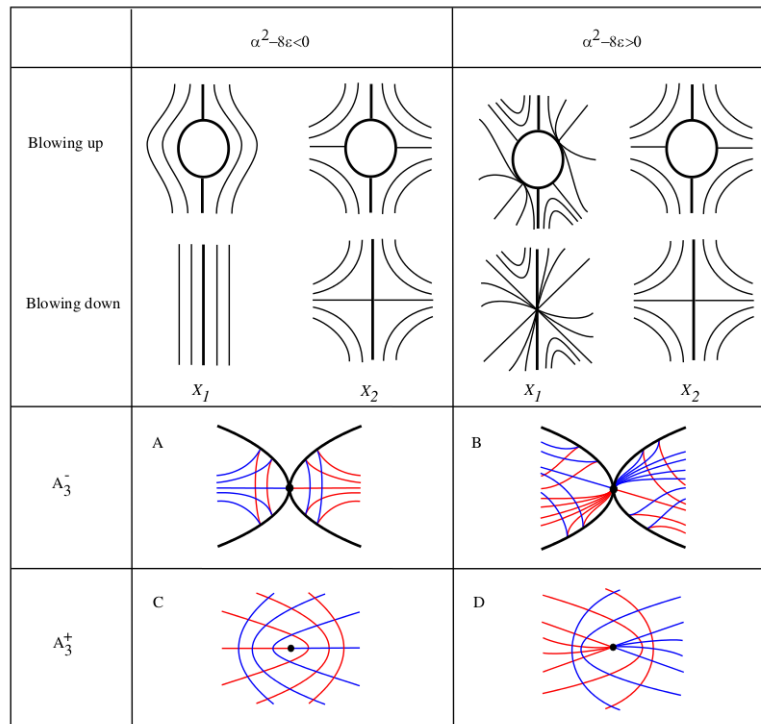 α²–8ε<0 α²–8ε>0
Blowing up
Blowing down
X₁ X₂ X₁ X₂
A B
A₃⁻
C D
A₃⁺